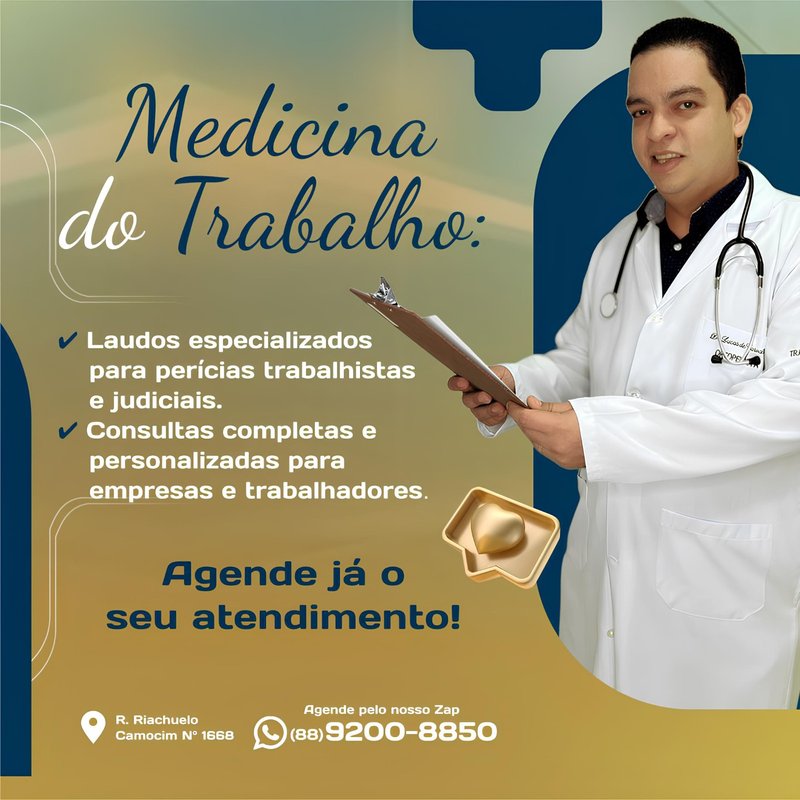 Medicina
do Trabalho:
✔ Laudos especializados
para perícias trabalhistas
e judiciais.
✔ Consultas completas e
personalizadas para
empresas e trabalhadores.
Agende já o
seu atendimento!
R. Riachuelo
Camocim Nº 1668
Agende pelo nosso Zap
(88)9200-8850